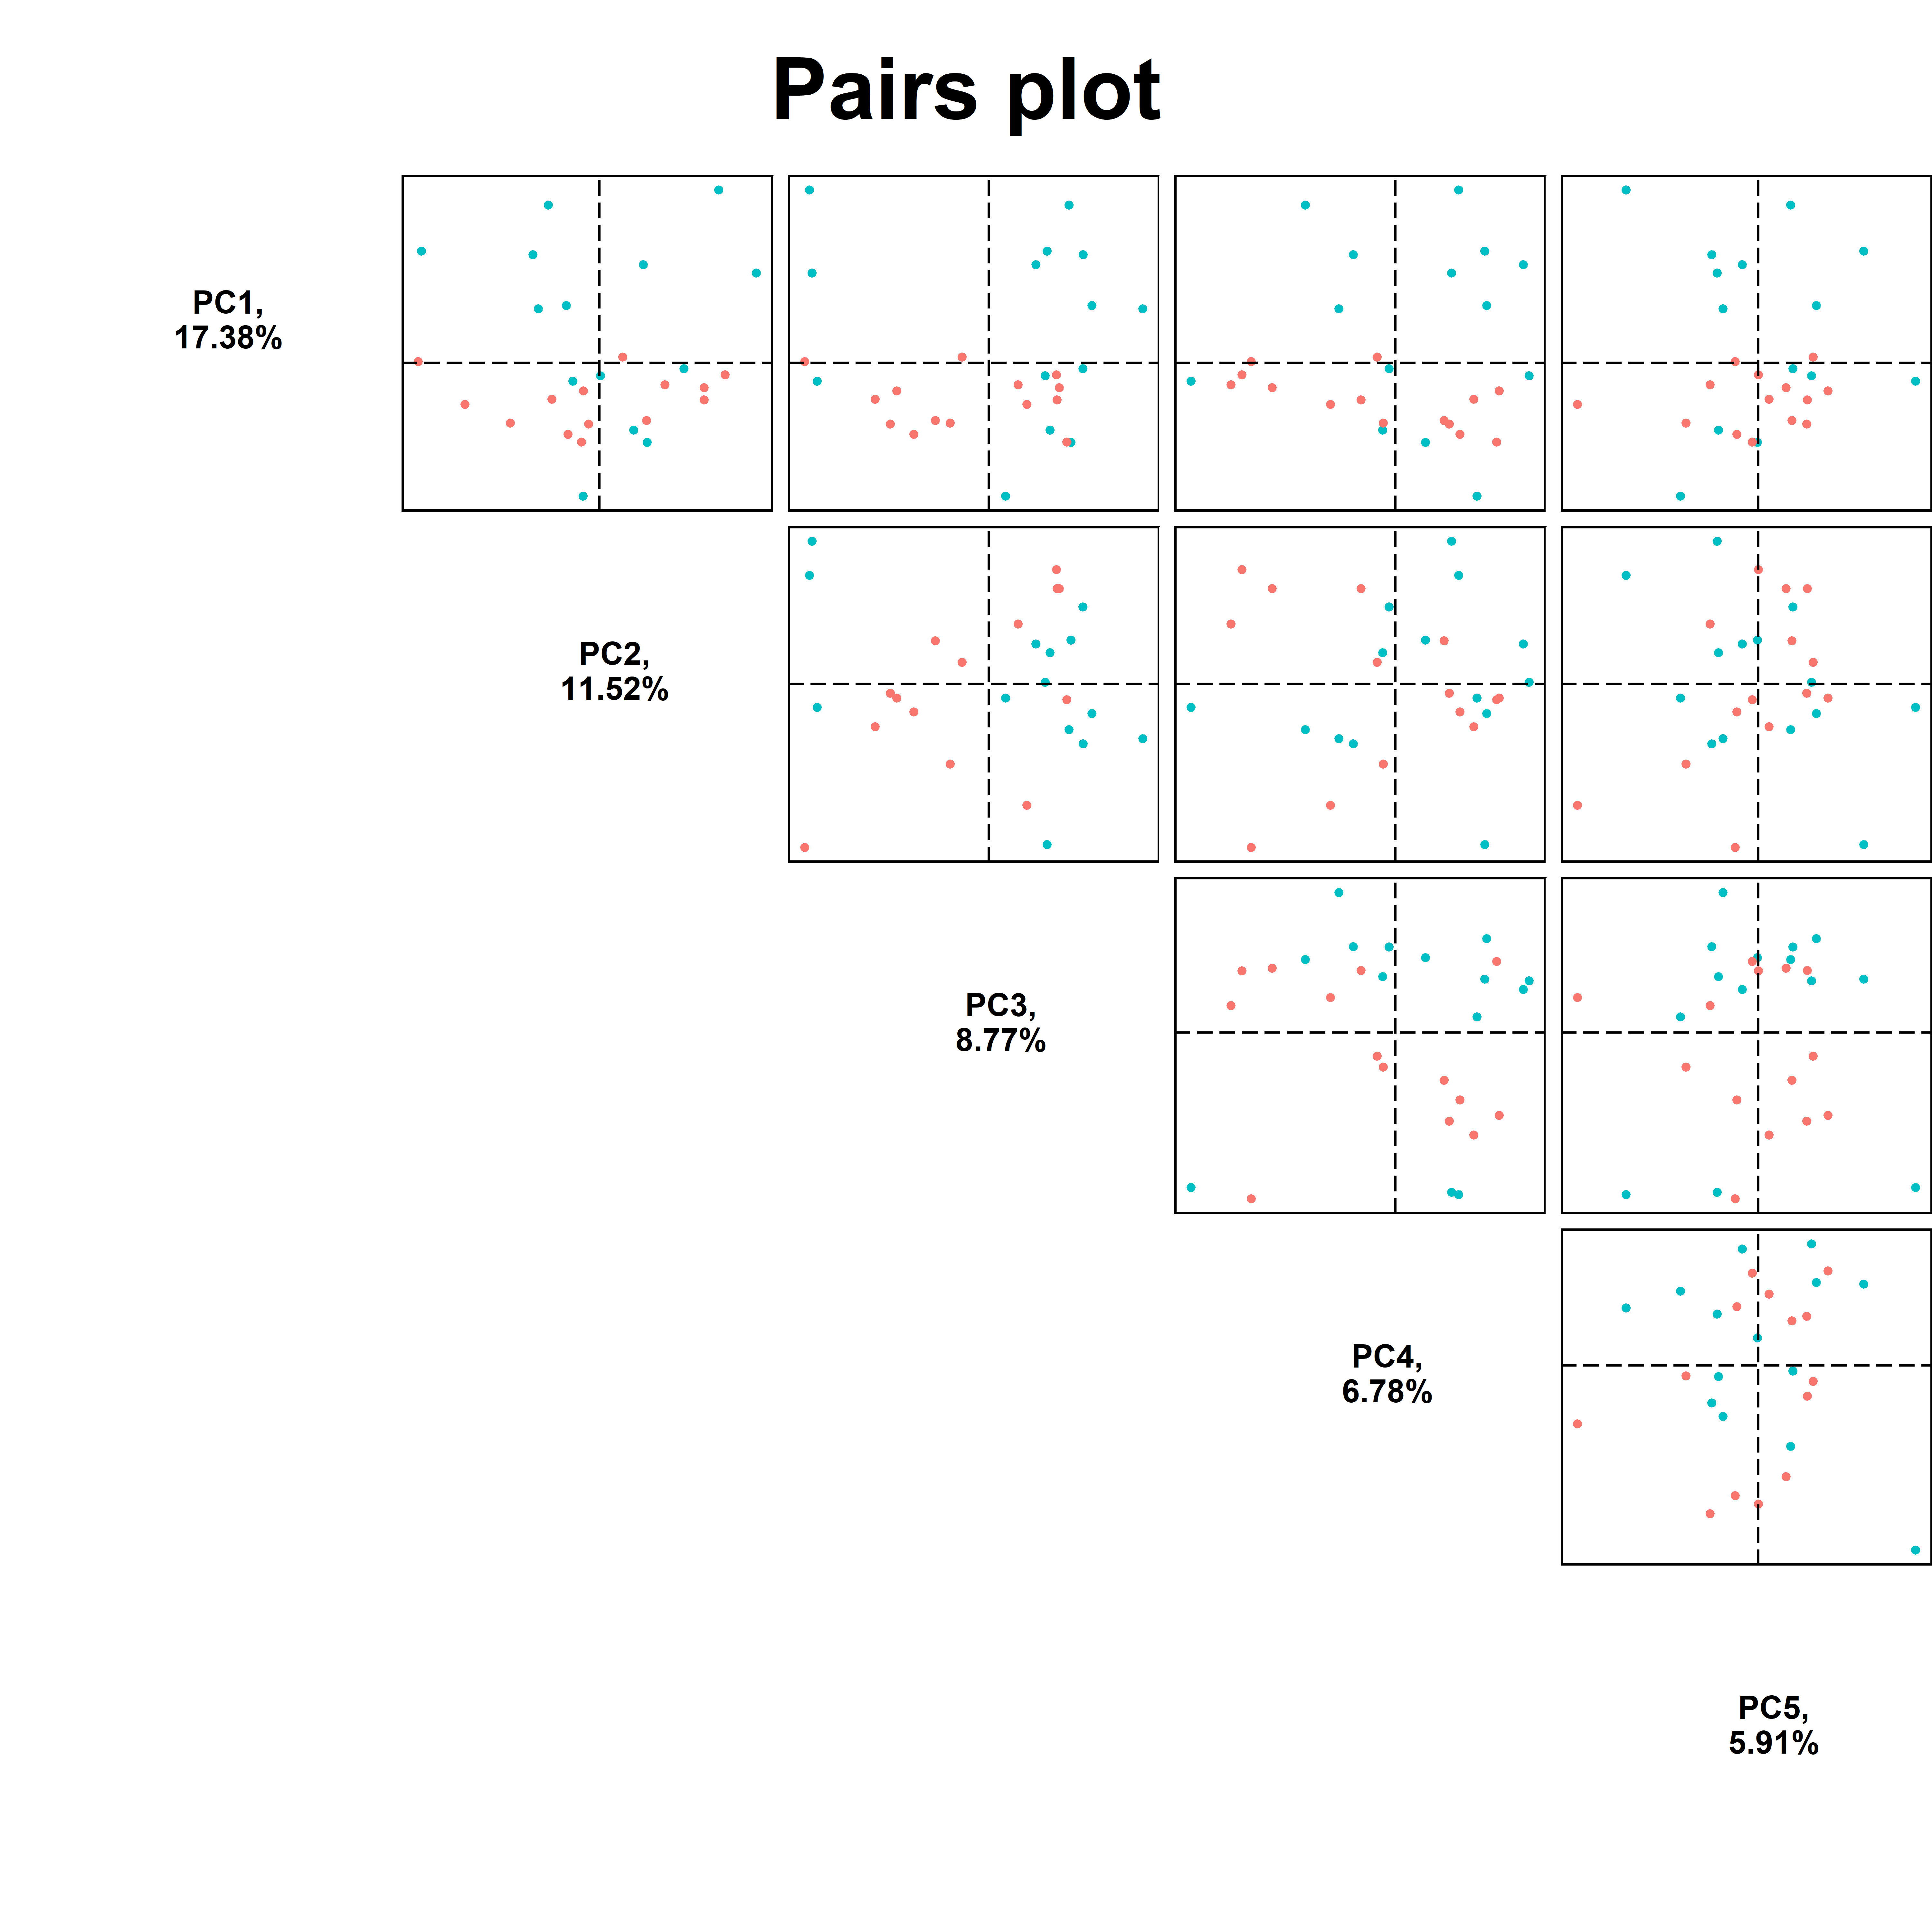 Pairs plot
PC1,
17.38%
PC2,
11.52%
PC3,
8.77%
PC4,
6.78%
PC5,
5.91%